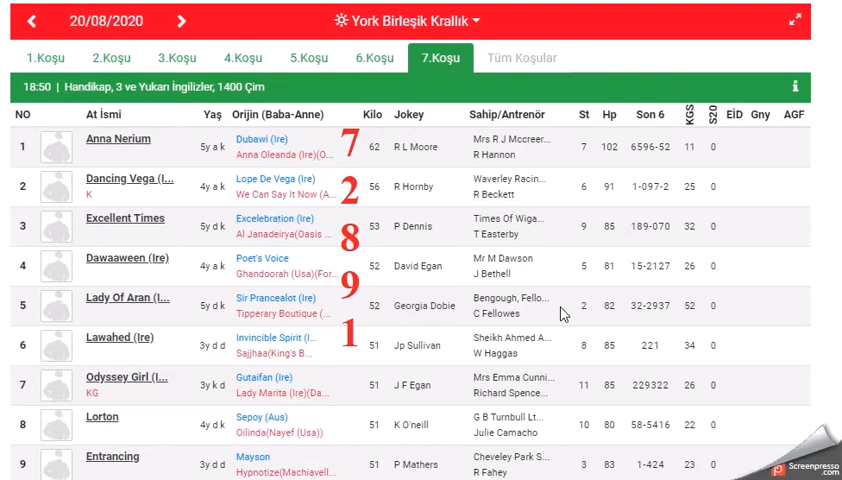 20/08/2020
York Birleşik Krallık
1.Koşu 2.Koşu 3.Koşu 4.Koşu 5.Koşu 6.Koşu 7.Koşu Tüm Koşular
18:50 | Handikap, 3 ve Yukarı İngilizler, 1400 Çim
NO At İsmi Yaş Orijin (Baba-Anne) Kilo Jokey Sahip/Antrenör St Hp Son 6 KGS S20 EİD Gny AGF
1 Anna Nerium 5y a k Dubawi (Ire) 62 R L Moore Mrs R J Mccreer... 7 102 6596-52 11 0
Anna Oleanda (Ire)(O... R Hannon
7
2 Dancing Vega (I... 4y a k Lope De Vega (Ire) 56 R Hornby Waverley Racin... 6 91 1-097-2 25 0
K We Can Say It Now (A... R Beckett
2
3 Excellent Times 5y d k Excelebration (Ire) 53 P Dennis Times Of Wiga... 9 85 189-070 32 0
Al Janadeirya(Oasis ... T Easterby
8
4 Dawaaween (Ire) 4y a k Poet's Voice 52 David Egan Mr M Dawson 5 81 15-2127 26 0
Ghandoorah (Usa)(For... J Bethell
9
5 Lady Of Aran (I... 5y d k Sir Prancealot (Ire) 52 Georgia Dobie Bengough, Fello... 2 82 32-2937 52 0
Tipperary Boutique (... C Fellowes
1
6 Lawahed (Ire) 3y d d Invincible Spirit (I... 51 Jp Sullivan Sheikh Ahmed A... 8 85 221 34 0
Sajjhaa(King's B... W Haggas
7 Odyssey Girl (I... 3y k d Gutaifan (Ire) 51 J F Egan Mrs Emma Cunni... 11 85 229322 26 0
KG Lady Marita (Ire)(Da... Richard Spence...
8 Lorton 4y d k Sepoy (Aus) 51 K O'neill G B Turnbull Lt... 10 80 58-5416 22 0
Oilinda(Nayef (Usa)) Julie Camacho
9 Entrancing 3y d d Mayson 51 P Mathers Cheveley Park S... 3 83 1-424 23 0
Hypnotize(Machiavell... R Fahey
Screenpresso
.com